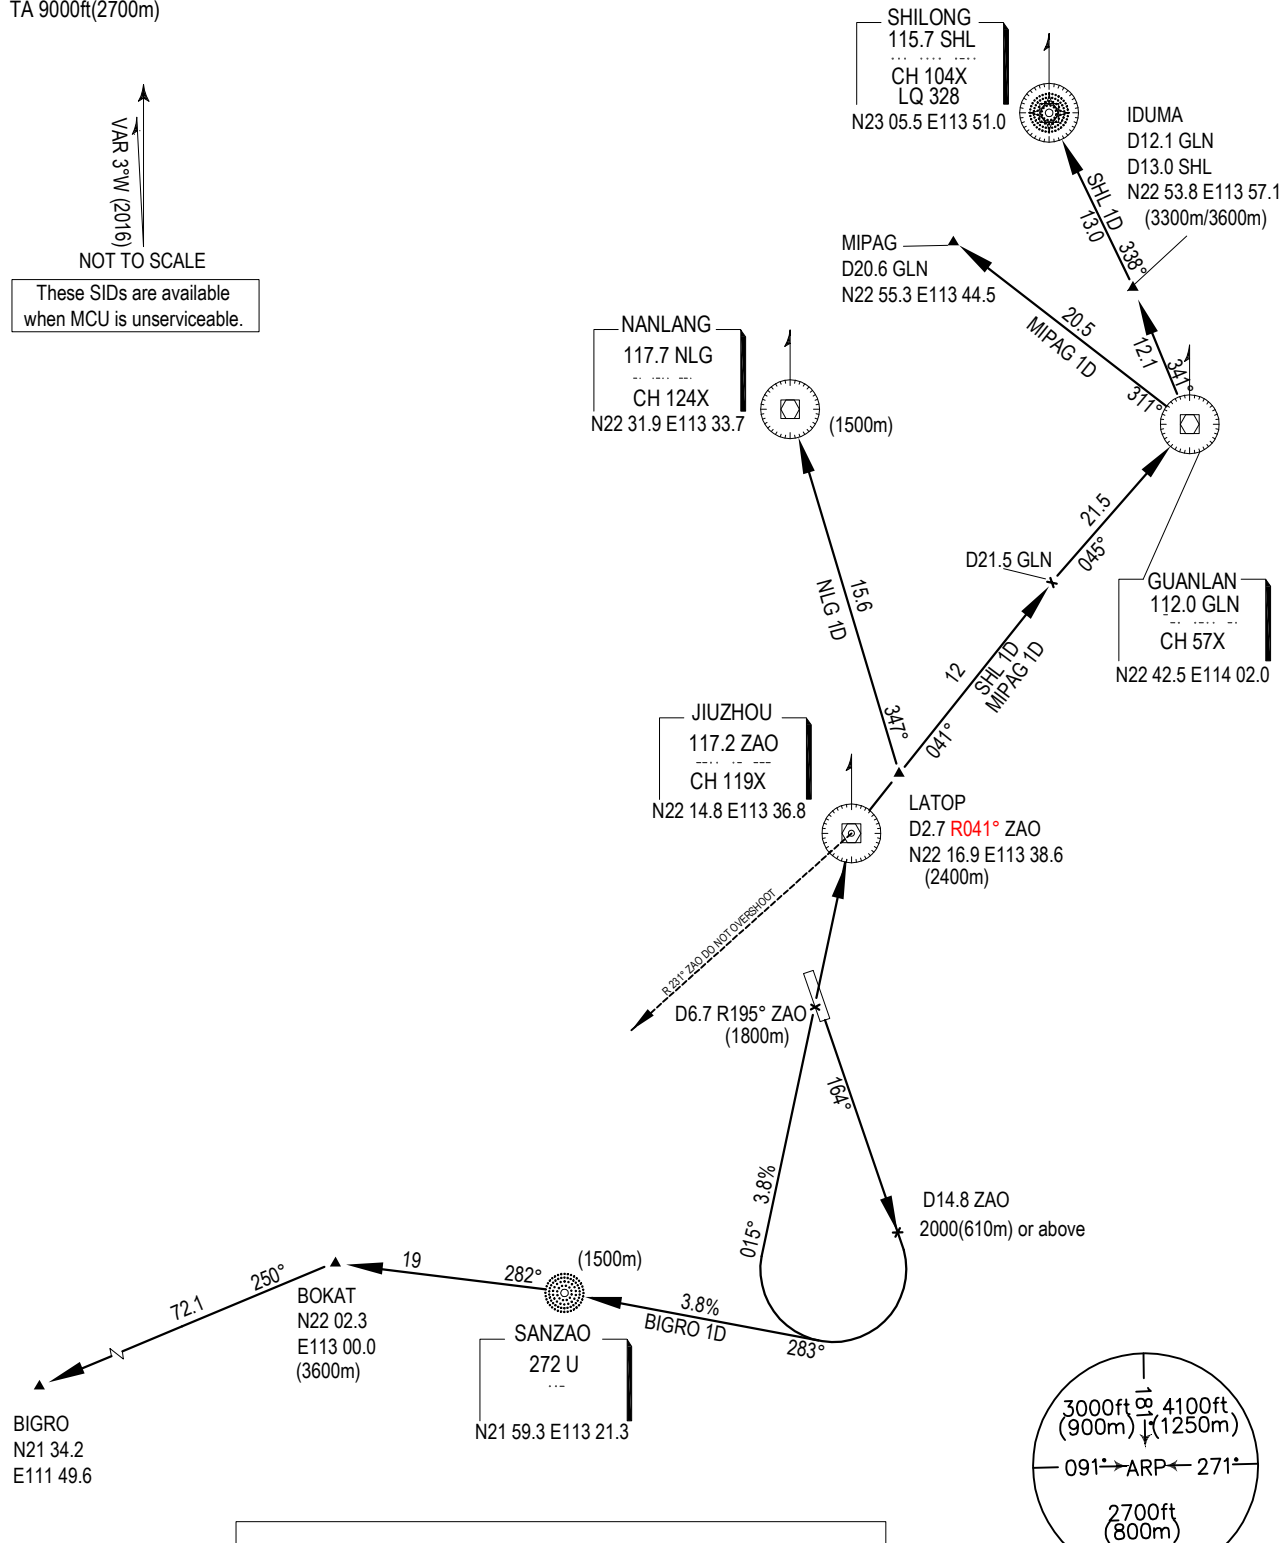 TA 9000ft(2700m)
VAR 3°W (2016)
NOT TO SCALE
These SIDs are available
when MCU is unserviceable.
SHILONG
115.7 SHL
CH 104X
LQ 328
N23 05.5 E113 51.0
IDUMA
D12.1 GLN
D13.0 SHL
N22 53.8 E113 57.1
(3300m/3600m)
SHL 1D
13.0
338°
MIPAG
D20.6 GLN
N22 55.3 E113 44.5
20.5
MIPAG 1D
311°
12.1
341°
NANLANG
117.7 NLG
CH 124X
N22 31.9 E113 33.7
(1500m)
21.5
045°
D21.5 GLN
GUANLAN
112.0 GLN
CH 57X
N22 42.5 E114 02.0
15.6
NLG 1D
347°
12
SHL 1D
MIPAG 1D
041°
JIUZHOU
117.2 ZAO
CH 119X
N22 14.8 E113 36.8
LATOP
D2.7 R041° ZAO
N22 16.9 E113 38.6
(2400m)
R 231° ZAO DO NOT OVERSHOOT
D6.7 R195° ZAO
(1800m)
164°
3.8%
015°
D14.8 ZAO
2000(610m) or above
(1500m)
19
282°
250°
72.1
BOKAT
N22 02.3
E113 00.0
(3600m)
3.8%
BIGRO 1D
283°
SANZAO
272 U
N21 59.3 E113 21.3
BIGRO
N21 34.2
E111 49.6
3000ft
(900m)
181°
4100ft
(1250m)
091° ARP 271°
2700ft
(800m)